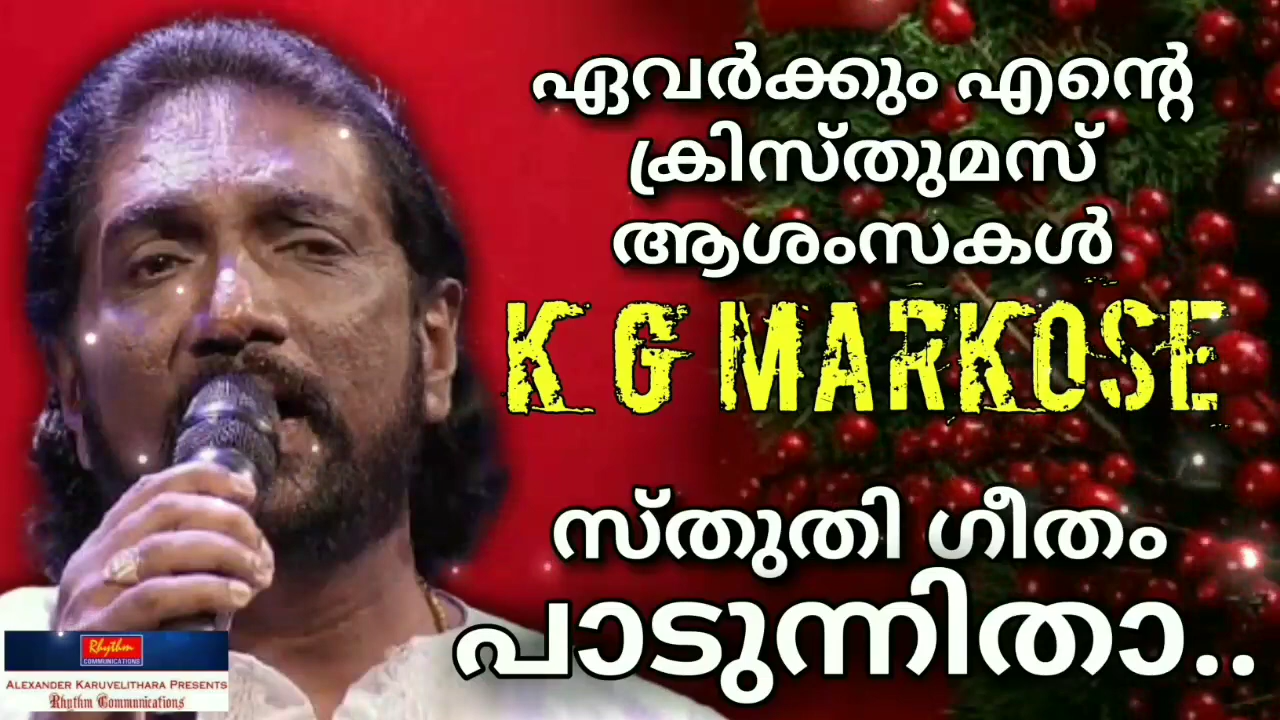 ഏവർക്കും എന്റെ
ക്രിസ്തുമസ്
ആശംസകൾ
K G MARKOSE
സ്തുതി ഗീതം
പാടുന്നിതാ..
Rhythm
COMMUNICATIONS
ALEXANDER KARUVELITHARA PRESENTS
Rhythm Communications